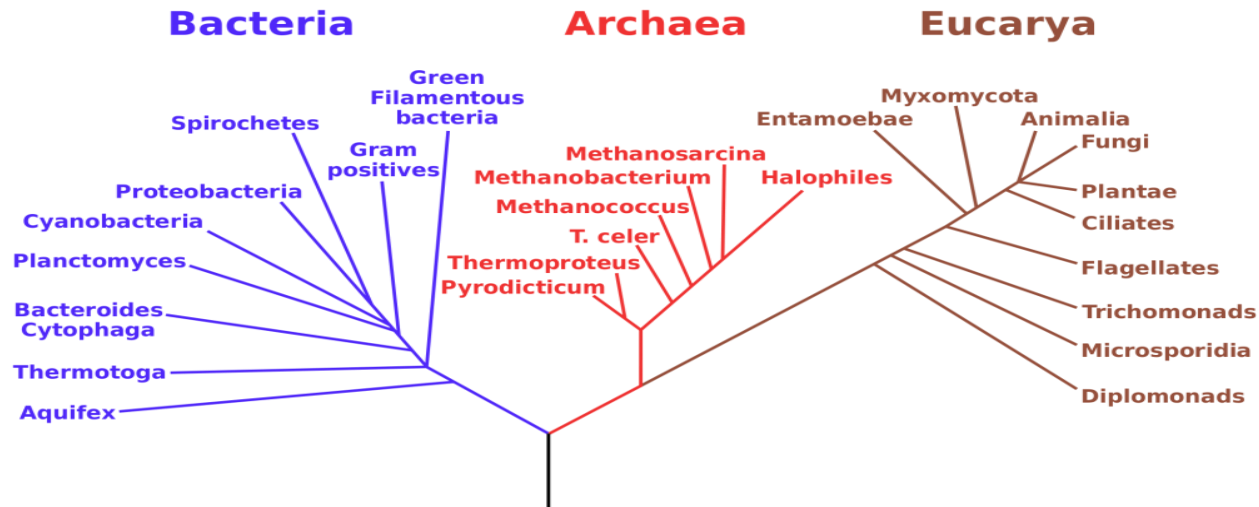 Bacteria
Archaea
Eucarya
Green
Filamentous
bacteria
Spirochetes
Gram
positives
Proteobacteria
Cyanobacteria
Planctomyces
Bacteroides
Cytophaga
Thermotoga
Aquifex
Methanosarcina
Methanobacterium
Halophiles
Methanococcus
T. celer
Thermoproteus
Pyrodicticum
Myxomycota
Entamoebae
Animalia
Fungi
Plantae
Ciliates
Flagellates
Trichomonads
Microsporidia
Diplomonads